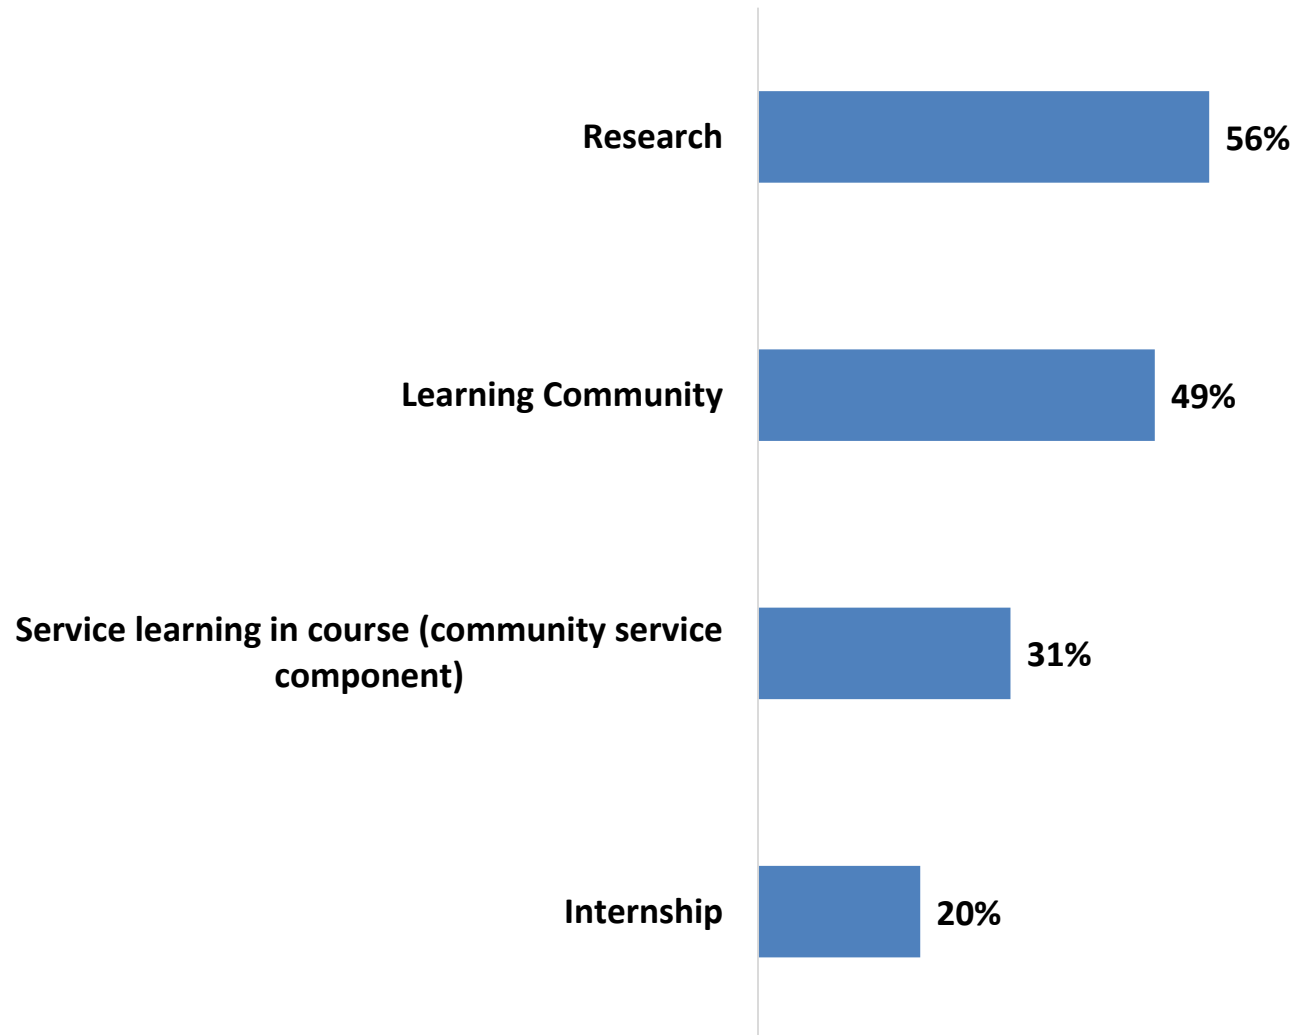 Research
56%
Learning Community
49%
Service learning in course (community service
component)
31%
Internship
20%